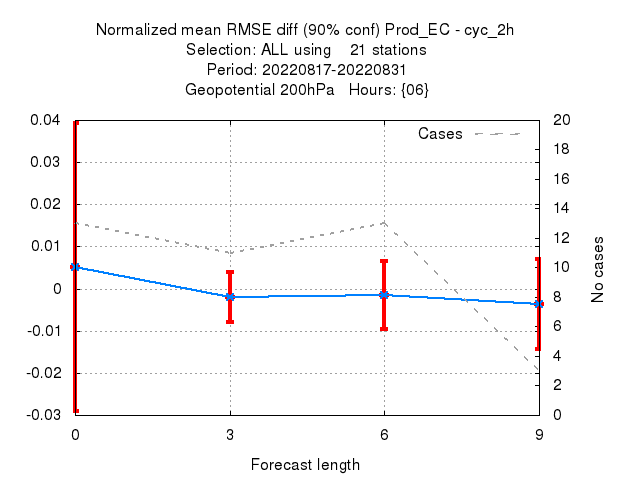 Normalized mean RMSE diff (90% conf) Prod_EC - cyc_2h
Selection: ALL using    21 stations
Period: 20220817-20220831
Geopotential 200hPa   Hours: {06}
Cases
0.04
0.03
0.02
0.01
0
-0.01
-0.02
-0.03
20
18
16
14
12
10
8
6
4
2
0
No cases
0 3 6 9
Forecast length